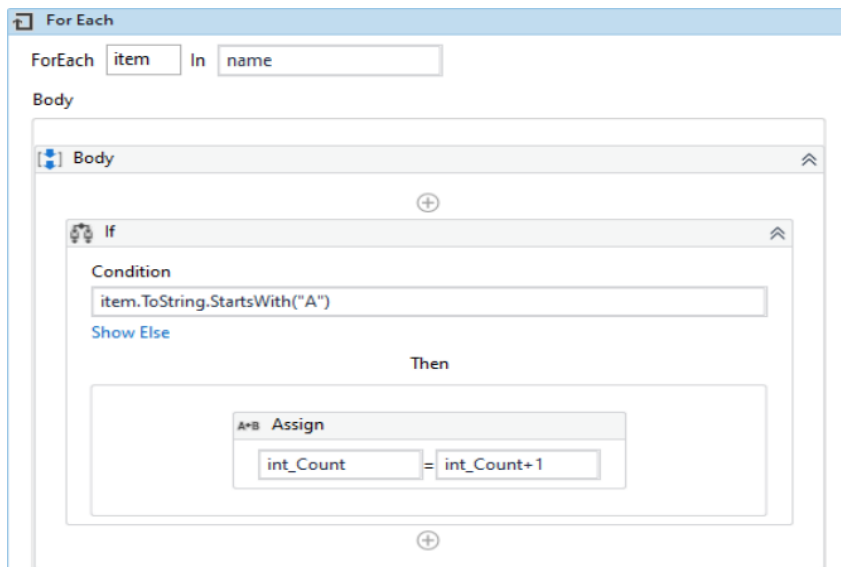 For Each
ForEach item In name
Body
Body
If
Condition
item.ToString.StartsWith("A")
Show Else
Then
A+B Assign
int_Count = int_Count+1